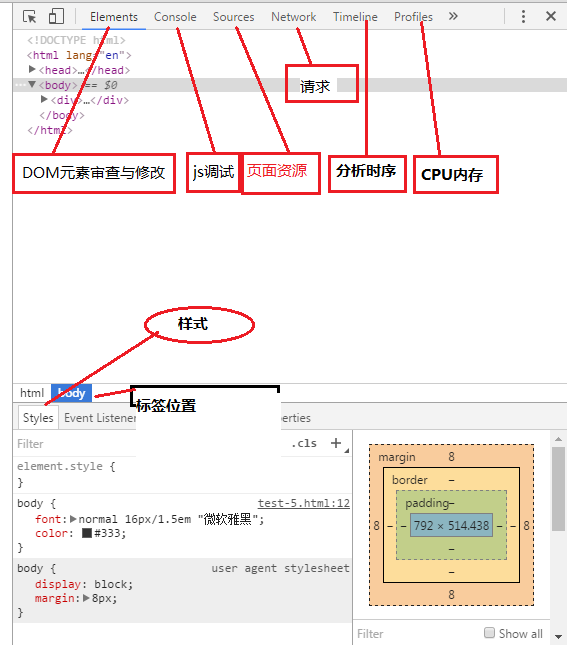 Elements Console Sources Network Timeline Profiles »
<!DOCTYPE html>
<html lang="en">
▶<head>…</head>
… ▼<body> == $0
▶<div>…</div>
</body>
</html>
请求
DOM元素审查与修改
js调试
页面资源
分析时序
CPU内存
样式
html body
标签位置
Styles Event Listener perties
Filter .cls +
element.style {
}
body { test-5.html:12
font:▶normal 16px/1.5em "微软雅黑";
color: #333;
}
body { user agent stylesheet
display: block;
margin:▶8px;
}
margin 8
border –
padding–
8 – – 792 × 514.438 – – 8
–
–
8
Filter Show all